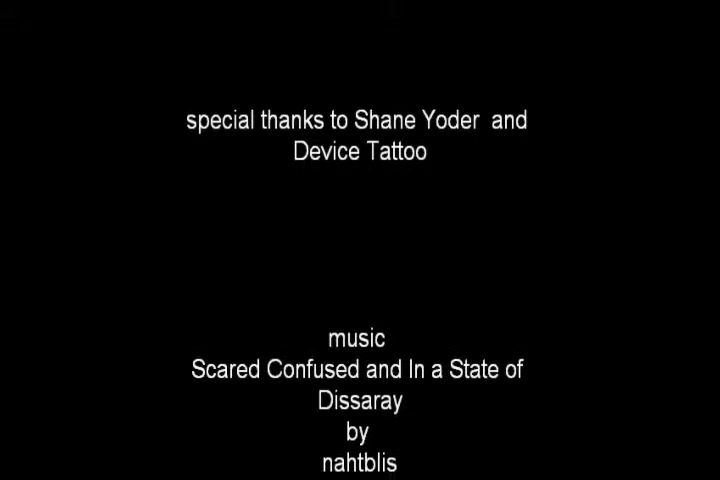 special thanks to Shane Yoder  and
Device Tattoo
music
Scared Confused and In a State of
Dissaray
by
nahtblis